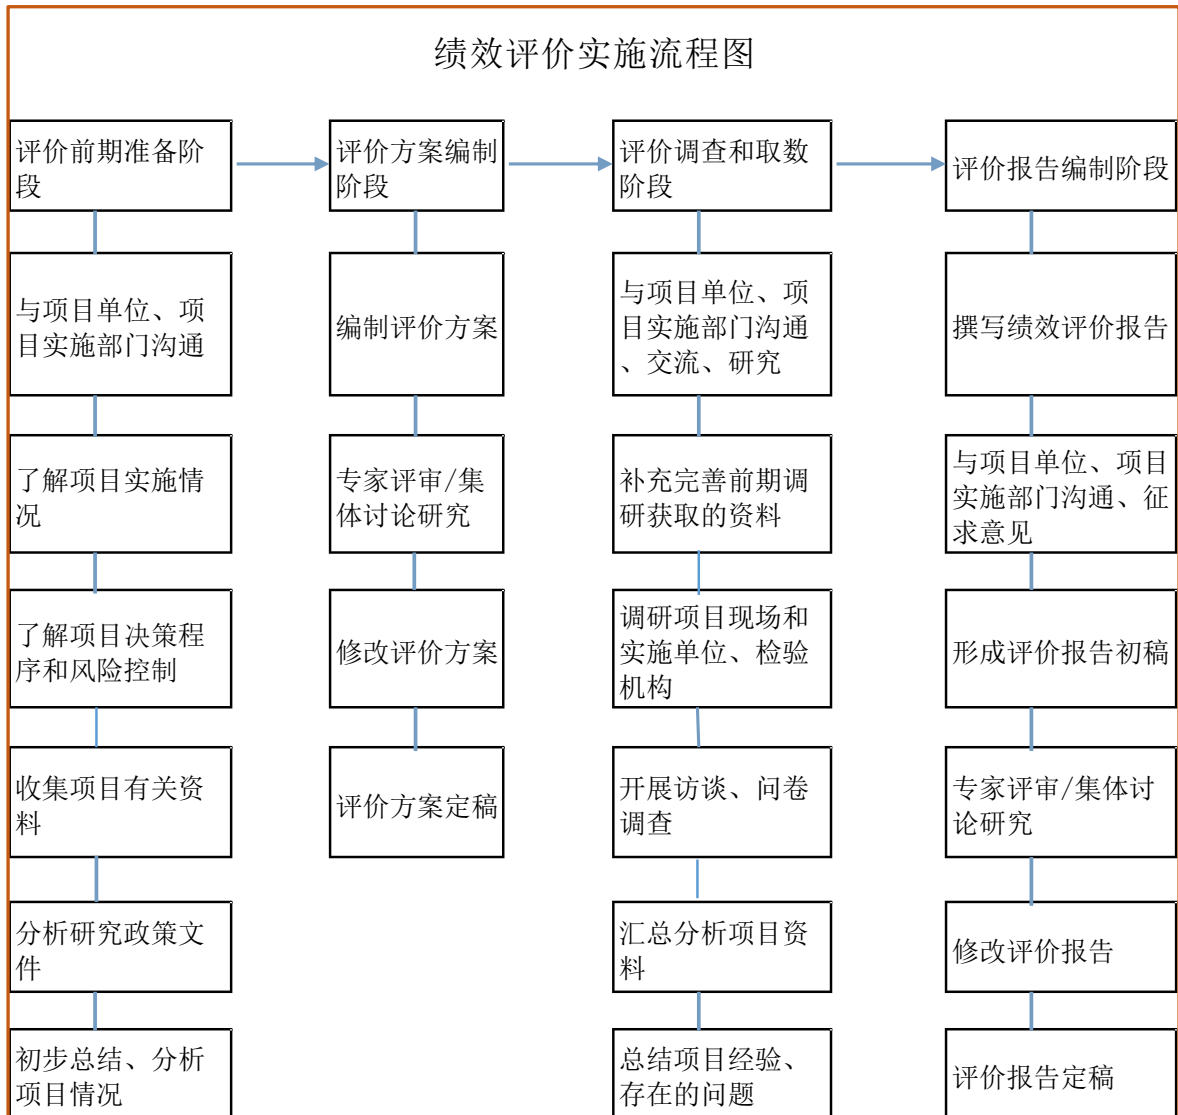 绩效评价实施流程图
评价前期准备阶
段
评价方案编制
阶段
评价调查和取数
阶段
评价报告编制阶段
与项目单位、项
目实施部门沟通
编制评价方案
与项目单位、项
目实施部门沟通
、交流、研究
撰写绩效评价报告
了解项目实施情
况
专家评审/集
体讨论研究
补充完善前期调
研获取的资料
与项目单位、项目
实施部门沟通、征
求意见
了解项目决策程
序和风险控制
修改评价方案
调研项目现场和
实施单位、检验
机构
形成评价报告初稿
收集项目有关资
料
评价方案定稿
开展访谈、问卷
调查
专家评审/集体讨
论研究
分析研究政策文
件
汇总分析项目资
料
修改评价报告
初步总结、分析
项目情况
总结项目经验、
存在的问题
评价报告定稿